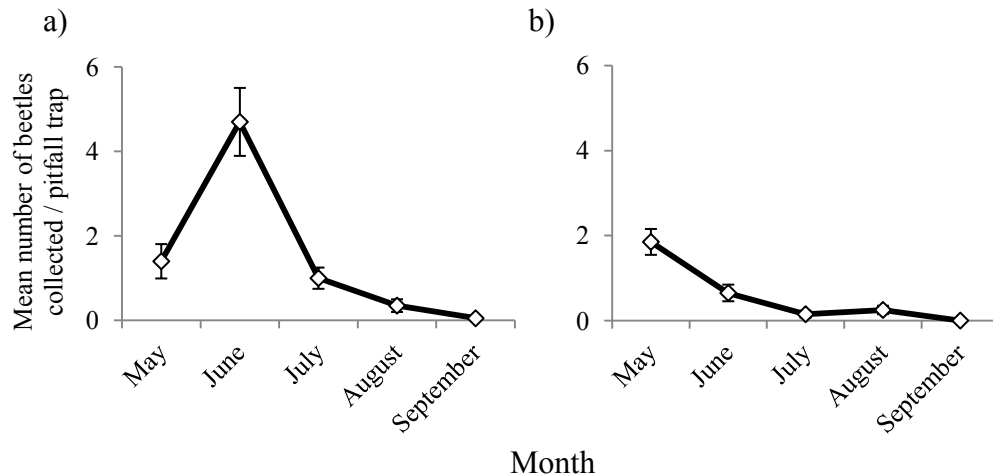 a)
Mean number of beetles
collected / pitfall trap
6
4
2
0
May
June
July
August
September
b)
6
4
2
0
May
June
July
August
September
Month